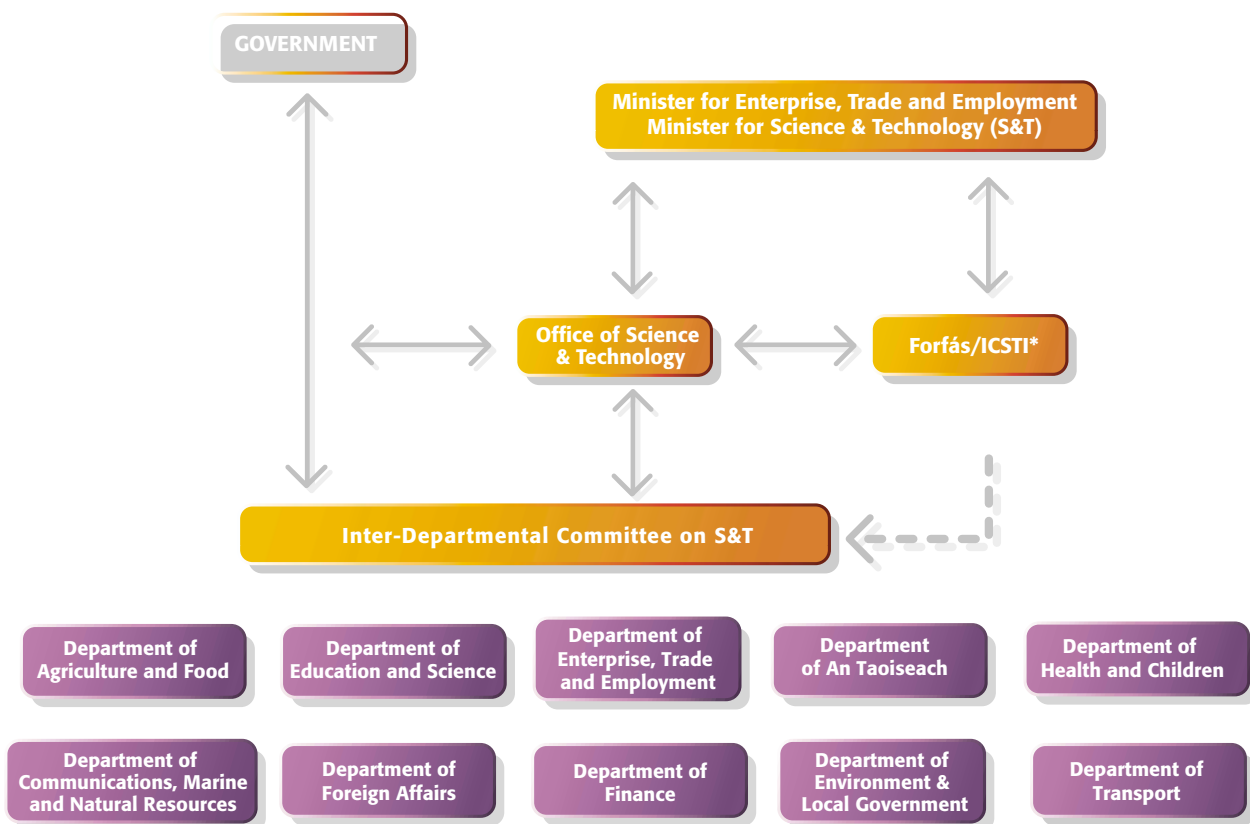 GOVERNMENT
Minister for Enterprise, Trade and Employment
Minister for Science & Technology (S&T)
Office of Science
& Technology
Forfás/ICSTI*
Inter-Departmental Committee on S&T
Department of
Agriculture and Food
Department of
Education and Science
Department of
Enterprise, Trade
and Employment
Department
of An Taoiseach
Department of
Health and Children
Department of
Communications, Marine
and Natural Resources
Department of
Foreign Affairs
Department of
Finance
Department of
Environment &
Local Government
Department of
Transport